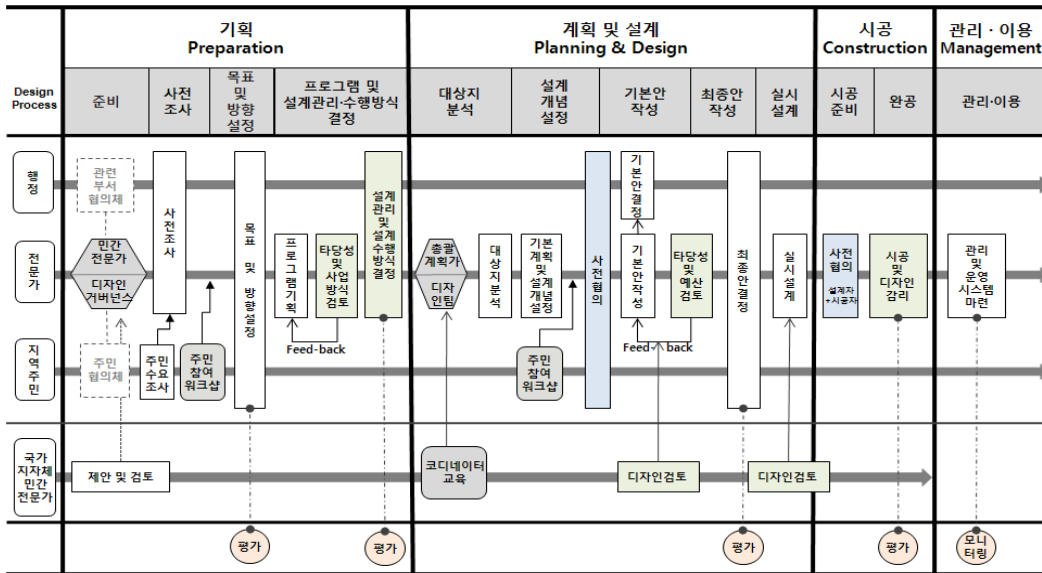 기획
Preparation
계획 및 설계
Planning & Design
시공
Construction
관리 · 이용
Management
Design
Process
준비
사전
조사
목표
및
방향
설정
프로그램 및
설계관리·수행방식
결정
대상지
분석
설계
개념
설정
기본안
작성
최종안
작성
실시
설계
시공
준비
완공
관리·이용
행정
관련
부서
협의체
사전조사
목표 및 방향설정
설계
관리
및
설계
수행
방식
결정
사전협의
기본안결정
최종안결정
전문가
민간
전문가
디자인
거버넌스
프로그램기획
타당성
및
사업
방식
검토
Feed-back
총괄
계획가
디자
인팀
대상지분석
기본
계획
및
설계
개념
설정
기본안작성
타당성
및
예산
검토
Feed-back
실시설계
사전
협의
설계자
+시공자
시공
및
디자인
감리
관리
및
운영
시스템
마련
지역주민
주민
협의체
주민
수요
조사
주민
참여
워크샵
주민
참여
워크샵
국가
지자체
민간
전문가
제안 및 검토
코디네이터
교육
디자인검토
디자인검토
평가
평가
평가
평가
모니
터링